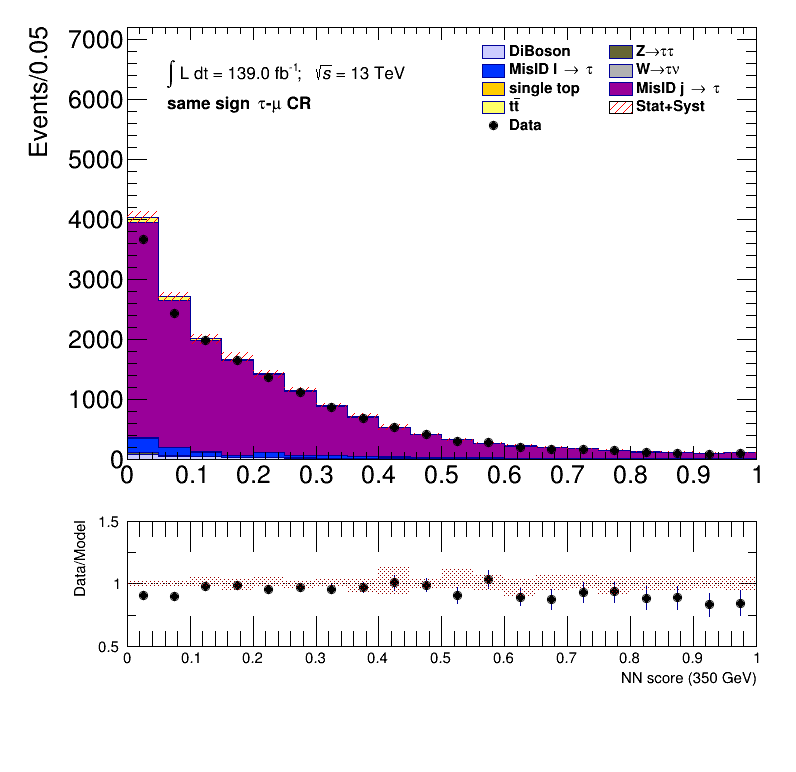 Events/0.05
7000
6000
5000
4000
3000
2000
1000
0
∫ L dt = 139.0 fb⁻¹; √s = 13 TeV
same sign τ-μ CR
DiBoson
MisID l → τ
single top
tt̄
Data
Z→ττ
W→τν
MisID j → τ
Stat+Syst
0 0.1 0.2 0.3 0.4 0.5 0.6 0.7 0.8 0.9 1
Data/Model
1.5
1
0.5
0 0.1 0.2 0.3 0.4 0.5 0.6 0.7 0.8 0.9 1
NN score (350 GeV)